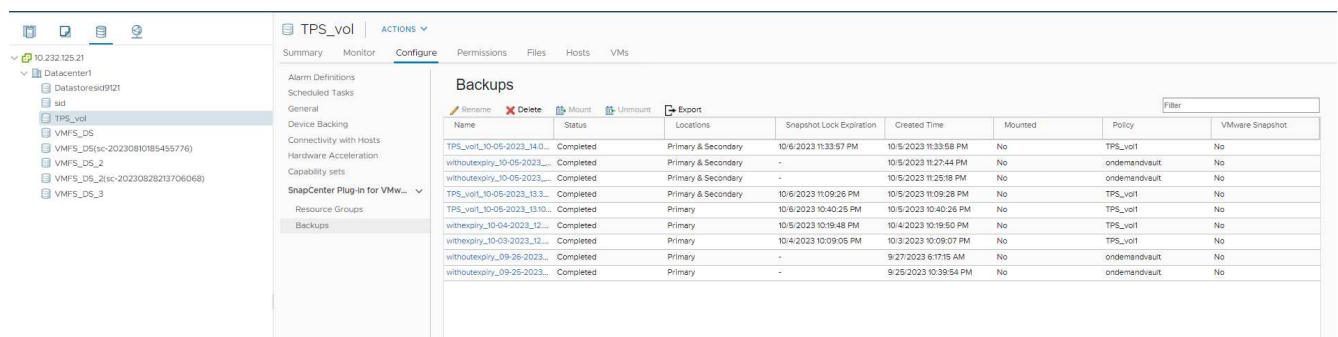 TPS_vol ACTIONS
Summary Monitor Configure Permissions Files Hosts VMs
10.232.125.21
Datacenter1
Datastoresid9121
sid
TPS_vol
VMFS_DS
VMFS_DS(sc-20230810185455776)
VMFS_DS_2
VMFS_DS_2(sc-20230828213706068)
VMFS_DS_3
Alarm Definitions
Scheduled Tasks
General
Device Backing
Connectivity with Hosts
Hardware Acceleration
Capability sets
SnapCenter Plug-in for VMw...
Resource Groups
Backups
Backups
Rename Delete Mount Unmount Export Filter
Name Status Locations Snapshot Lock Expiration Created Time Mounted Policy VMware Snapshot
TPS_vol1_10-05-2023_14.0... Completed Primary & Secondary 10/6/2023 11:33:57 PM 10/5/2023 11:33:58 PM No TPS_vol1 No
withoutexpiry_10-05-2023_... Completed Primary & Secondary - 10/5/2023 11:27:44 PM No ondemandvault No
withoutexpiry_10-05-2023_... Completed Primary & Secondary - 10/5/2023 11:25:18 PM No ondemandvault No
TPS_vol1_10-05-2023_13.3... Completed Primary & Secondary 10/6/2023 11:09:26 PM 10/5/2023 11:09:28 PM No TPS_vol1 No
TPS_vol1_10-05-2023_13.10... Completed Primary 10/6/2023 10:40:25 PM 10/5/2023 10:40:26 PM No TPS_vol1 No
withexpiry_10-04-2023_12.... Completed Primary 10/5/2023 10:19:48 PM 10/4/2023 10:19:50 PM No TPS_vol1 No
withexpiry_10-03-2023_12.... Completed Primary 10/4/2023 10:09:05 PM 10/3/2023 10:09:07 PM No TPS_vol1 No
withoutexpiry_09-26-2023... Completed Primary - 9/27/2023 6:17:15 AM No ondemandvault No
withoutexpiry_09-25-2023... Completed Primary - 9/25/2023 10:39:54 PM No ondemandvault No